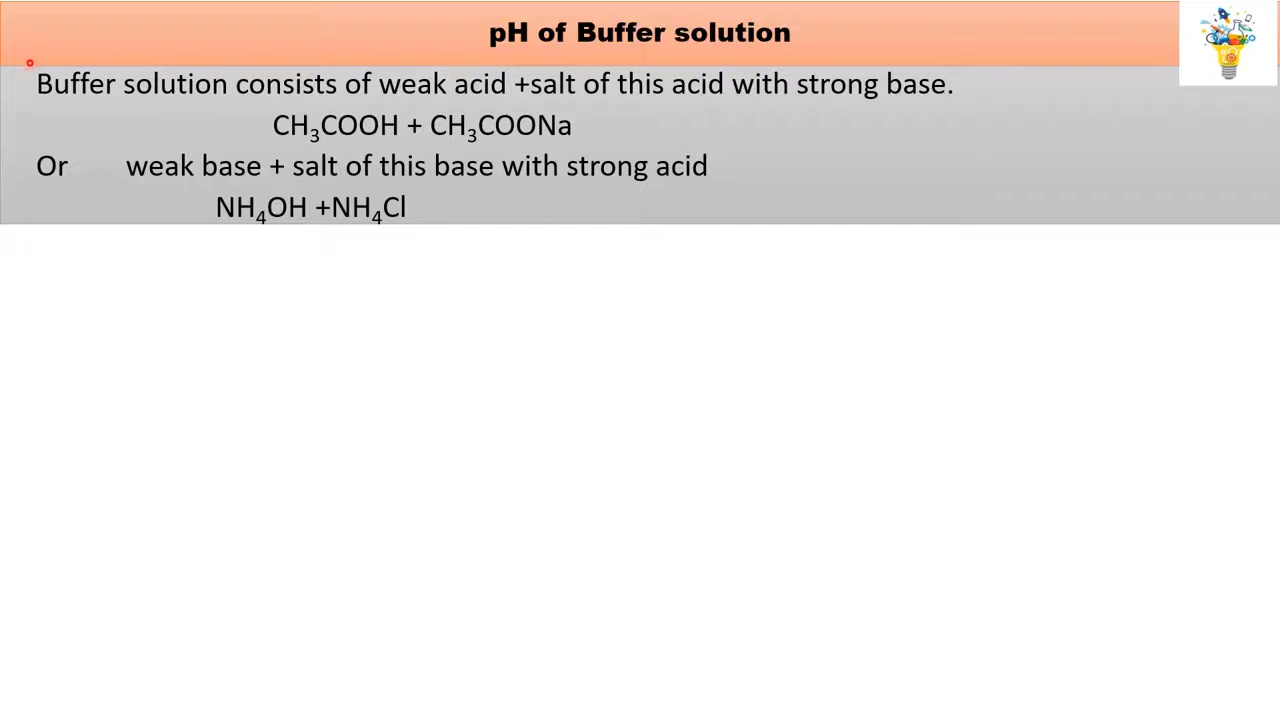 pH of Buffer solution
Buffer solution consists of weak acid +salt of this acid with strong base.
CH₃COOH + CH₃COONa
Or weak base + salt of this base with strong acid
NH₄OH +NH₄Cl